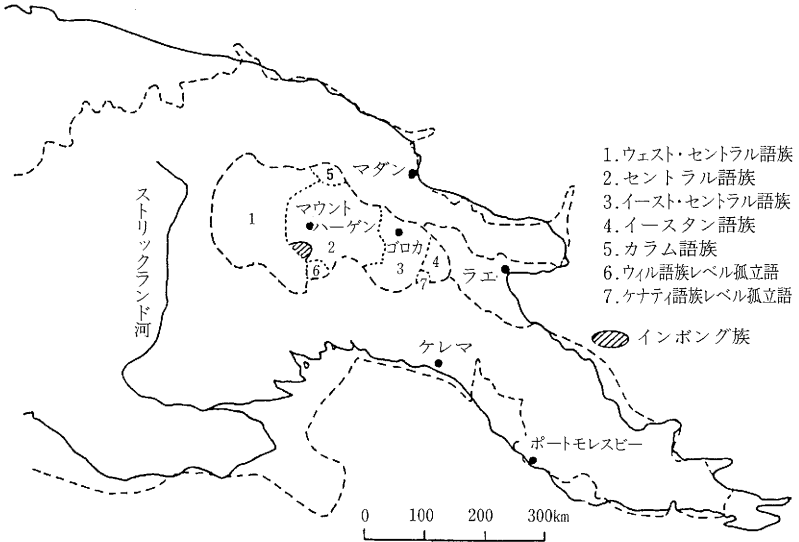 マダン
5
ストリックランド河
1
マウント
ハーゲン
2
ゴロカ
3
4
6
7
ラエ
ケレマ
ポートモレスビー
1.ウェスト・セントラル語族
2.セントラル語族
3.イースト・セントラル語族
4.イースタン語族
5.カラム語族
6.ウィル語族レベル孤立語
7.ケナティ語族レベル孤立語
インボング族
0 100 200 300km